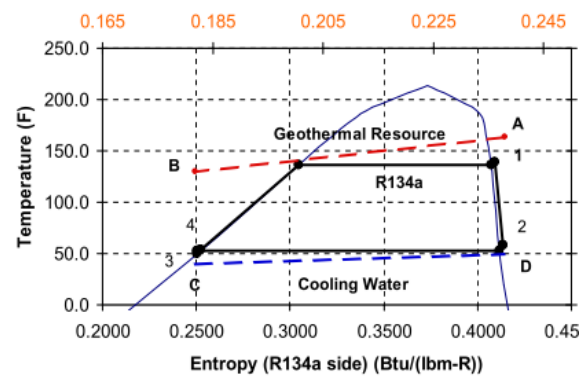 0.165 0.185 0.205 0.225 0.245
250.0
200.0
150.0
100.0
50.0
0.0
Temperature (F)
A
Geothermal Resource
B
1
R134a
4
2
3
D
C
Cooling Water
0.2000 0.2500 0.3000 0.3500 0.4000 0.45
Entropy (R134a side) (Btu/(lbm-R))